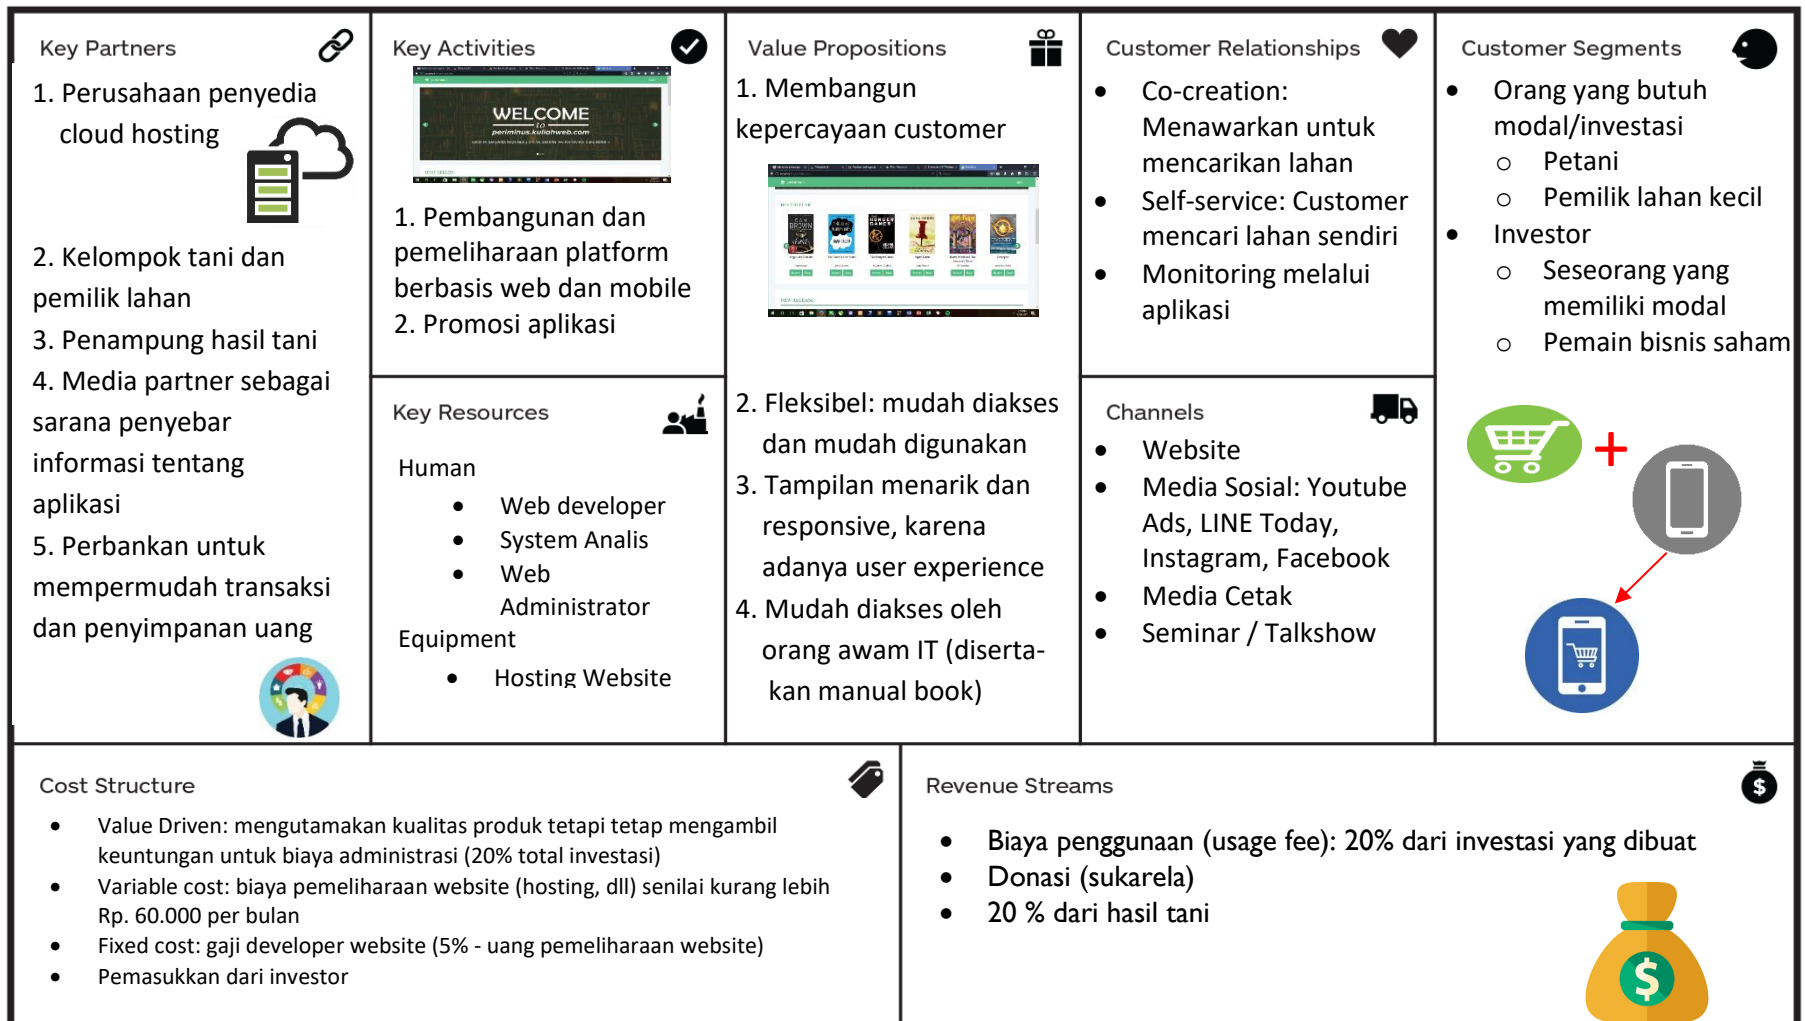 Key Partners
1. Perusahaan penyedia
cloud hosting
2. Kelompok tani dan
pemilik lahan
3. Penampung hasil tani
4. Media partner sebagai
sarana penyebar
informasi tentang
aplikasi
5. Perbankan untuk
mempermudah transaksi
dan penyimpanan uang
Key Activities
WELCOME
to
periminus.kuliahweb.com
1. Pembangunan dan
pemeliharaan platform
berbasis web dan mobile
2. Promosi aplikasi
Key Resources
Human
• Web developer
• System Analis
• Web
Administrator
Equipment
• Hosting Website
Value Propositions
1. Membangun
kepercayaan customer
2. Fleksibel: mudah diakses
dan mudah digunakan
3. Tampilan menarik dan
responsive, karena
adanya user experience
4. Mudah diakses oleh
orang awam IT (diserta-
kan manual book)
Customer Relationships
• Co-creation:
Menawarkan untuk
mencarikan lahan
• Self-service: Customer
mencari lahan sendiri
• Monitoring melalui
aplikasi
Channels
• Website
• Media Sosial: Youtube
Ads, LINE Today,
Instagram, Facebook
• Media Cetak
• Seminar / Talkshow
Customer Segments
• Orang yang butuh
modal/investasi
o Petani
o Pemilik lahan kecil
• Investor
o Seseorang yang
memiliki modal
o Pemain bisnis saham
+
Cost Structure
• Value Driven: mengutamakan kualitas produk tetapi tetap mengambil
keuntungan untuk biaya administrasi (20% total investasi)
• Variable cost: biaya pemeliharaan website (hosting, dll) senilai kurang lebih
Rp. 60.000 per bulan
• Fixed cost: gaji developer website (5% - uang pemeliharaan website)
• Pemasukkan dari investor
Revenue Streams
$
• Biaya penggunaan (usage fee): 20% dari investasi yang dibuat
• Donasi (sukarela)
• 20 % dari hasil tani
$